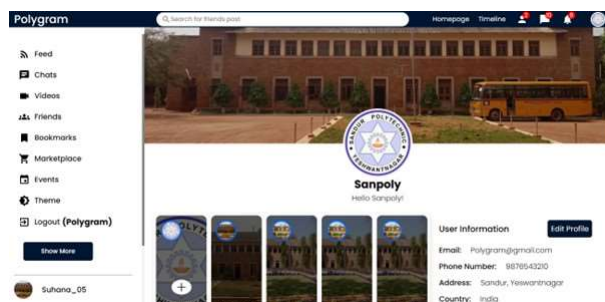 Polygram
Search for friends post
Homepage Timeline
Feed
Chats
Videos
Friends
Bookmarks
Marketplace
Events
Theme
Logout (Polygram)
Show More
Suhana_05
SANDUR POLYTECHNIC
YESHWANTNAGAR
Sanpoly
Hello Sanpoly!
User Information
Edit Profile
Email: Polygram@gmail.com
Phone Number: 9876543210
Address: Sandur, Yeswantnagar
Country: India